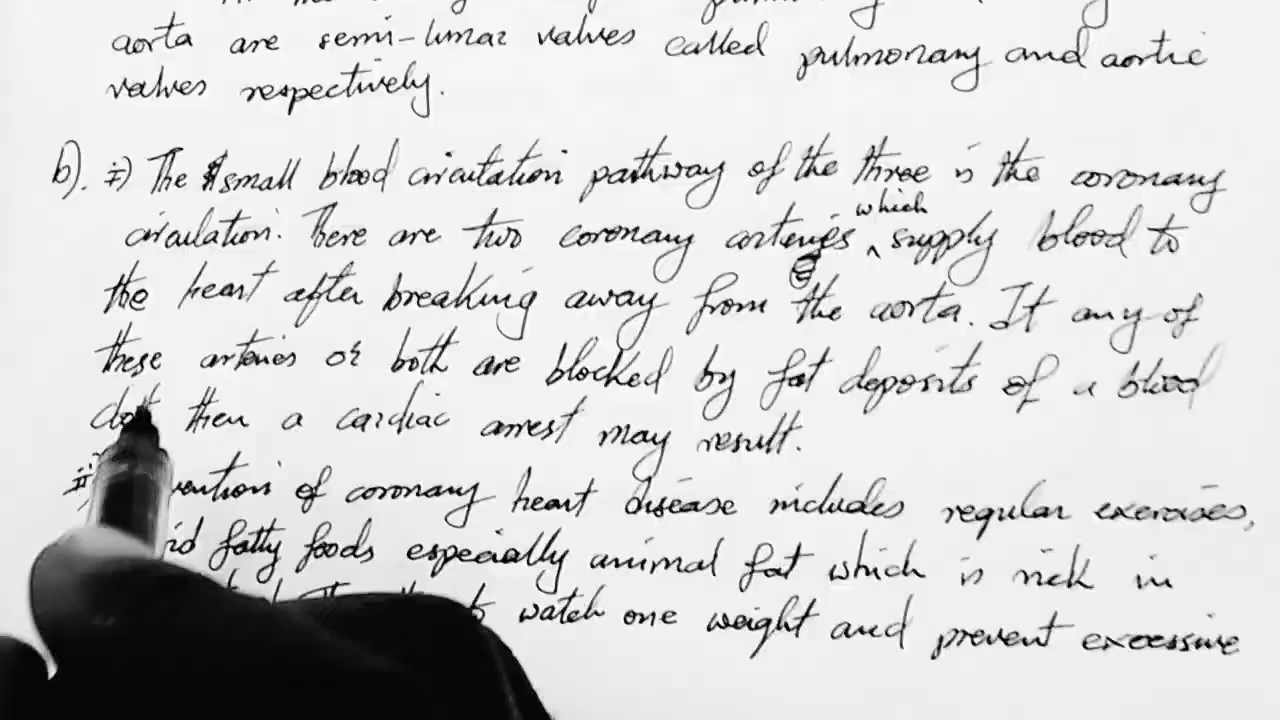 aorta are semi-lunar valves called pulmonary and aortic
valves respectively.
b). i) The small blood circulation pathway of the three is the coronary
circulation. There are two coronary arteries which supply blood to
the heart after breaking away from the aorta. If any of
these arteries or both are blocked by fat deposits of a blood
clot then a cardiac arrest may result.
ii) of coronary heart disease includes regular exercises,
fatty foods especially animal fat which is rich in
watch one weight and prevent excessive